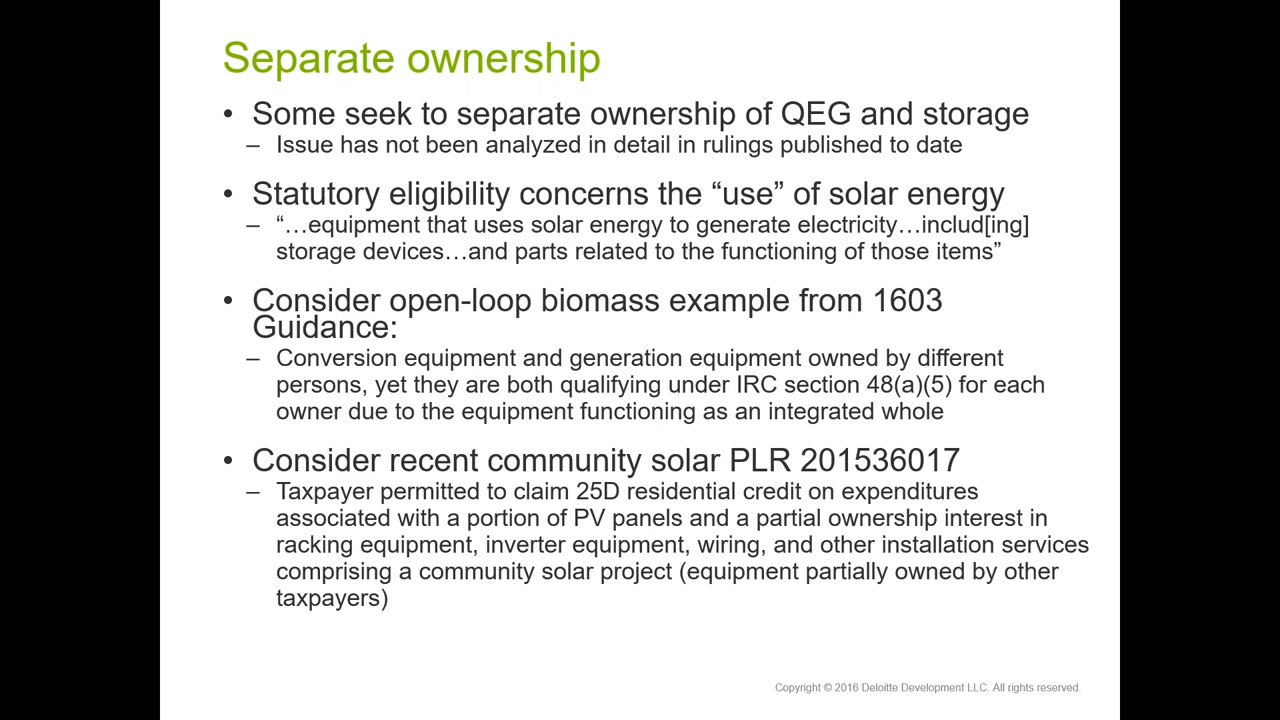 Separate ownership
• Some seek to separate ownership of QEG and storage
– Issue has not been analyzed in detail in rulings published to date
• Statutory eligibility concerns the “use” of solar energy
– “…equipment that uses solar energy to generate electricity…includ[ing]
storage devices…and parts related to the functioning of those items”
• Consider open-loop biomass example from 1603
Guidance:
– Conversion equipment and generation equipment owned by different
persons, yet they are both qualifying under IRC section 48(a)(5) for each
owner due to the equipment functioning as an integrated whole
• Consider recent community solar PLR 201536017
– Taxpayer permitted to claim 25D residential credit on expenditures
associated with a portion of PV panels and a partial ownership interest in
racking equipment, inverter equipment, wiring, and other installation services
comprising a community solar project (equipment partially owned by other
taxpayers)
Copyright © 2016 Deloitte Development LLC. All rights reserved.